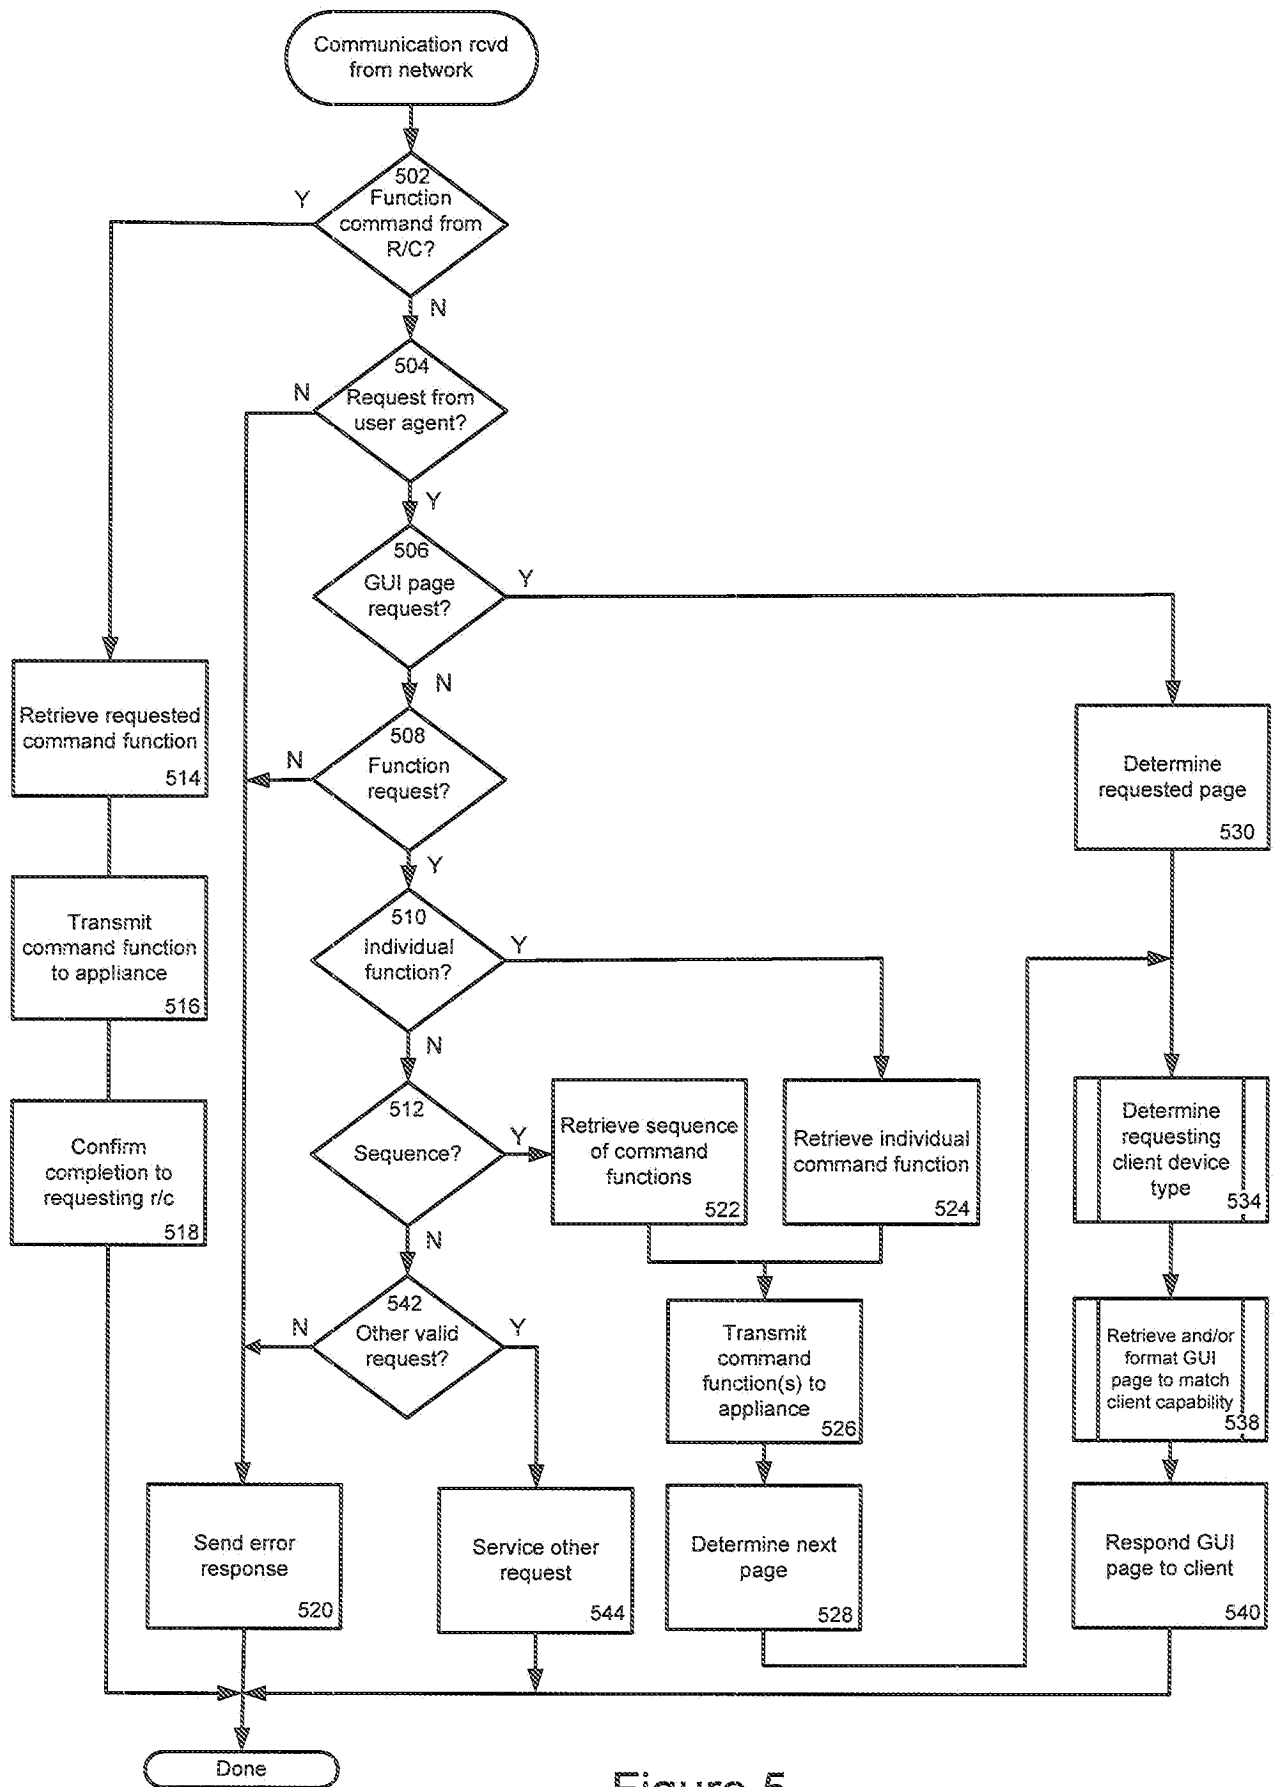 Communication rcvd
from network
502
Function
command from
R/C?
Y
N
504
Request from
user agent?
N
Y
506
GUI page
request?
Y
N
508
Function
request?
N
Y
510
Individual
function?
Y
N
512
Sequence?
Y
N
542
Other valid
request?
N
Y
Retrieve requested
command function
514
Transmit
command function
to appliance
516
Confirm
completion to
requesting r/c
518
Send error
response
520
Service other
request
544
Retrieve sequence
of command
functions
522
Retrieve individual
command function
524
Transmit
command
function(s) to
appliance
526
Determine next
page
528
Determine
requested page
530
Determine
requesting
client device
type
534
Retrieve and/or
format GUI
page to match
client capability
538
Respond GUI
page to client
540
Done
Figure 5